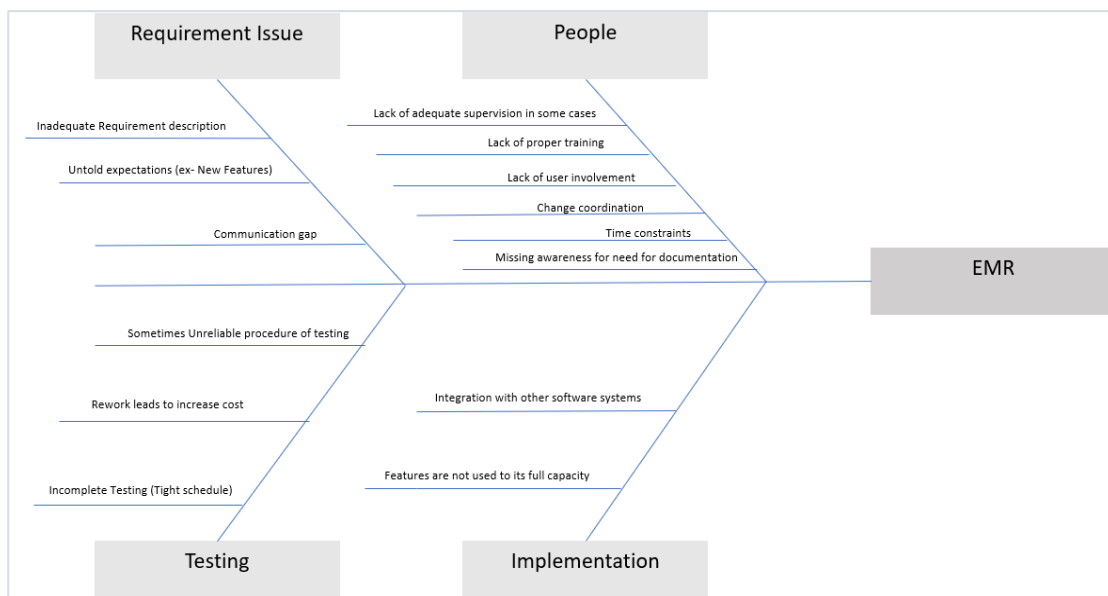 Requirement Issue
People
Inadequate Requirement description
Untold expectations (ex- New Features)
Communication gap
Lack of adequate supervision in some cases
Lack of proper training
Lack of user involvement
Change coordination
Time constraints
Missing awareness for need for documentation
EMR
Sometimes Unreliable procedure of testing
Rework leads to increase cost
Incomplete Testing (Tight schedule)
Integration with other software systems
Features are not used to its full capacity
Testing
Implementation